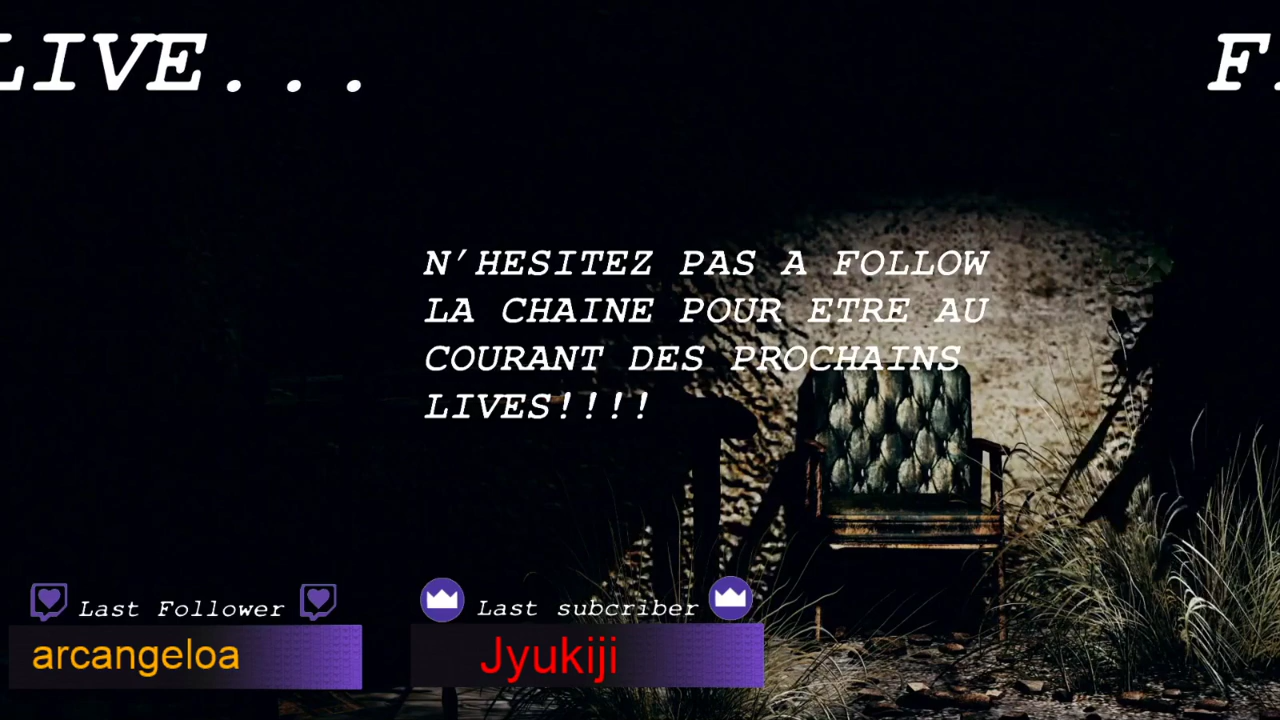 LIVE...
N'HESITEZ PAS A FOLLOW
LA CHAINE POUR ETRE AU
COURANT DES PROCHAINS
LIVES!!!!
Last Follower
Last subcriber
arcangeloa
Jyukiji